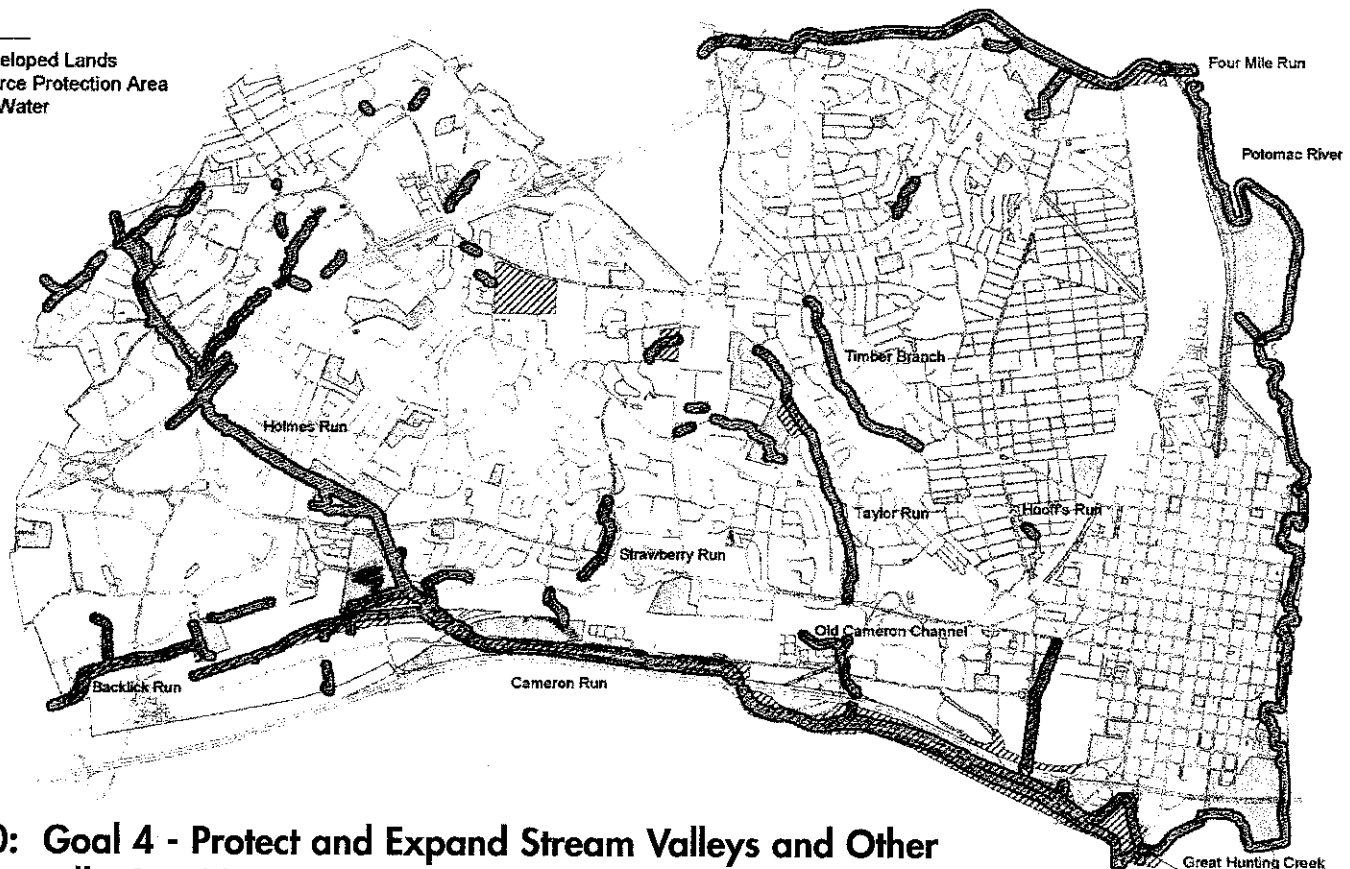 eloped Lands
rce Protection Area
Water
Four Mile Run
Potomac River
Timber Branch
Holmes Run
Taylor Run
Hooff's Run
Strawberry Run
Old Cameron Channel
Backlick Run
Cameron Run
0: Goal 4 - Protect and Expand Stream Valleys and Other
Great Hunting Creek